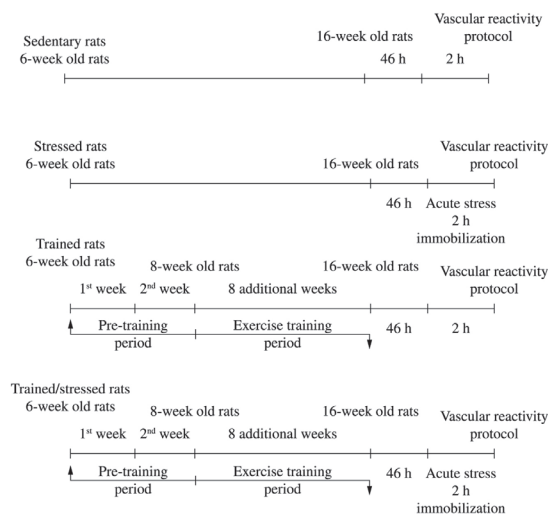 Vascular reactivity
protocol
Sedentary rats
6-week old rats
16-week old rats
46 h
2 h
Stressed rats
6-week old rats
16-week old rats
Vascular reactivity
protocol
46 h
Acute stress
2 h
immobilization
Trained rats
6-week old rats
8-week old rats
16-week old rats
Vascular reactivity
protocol
1st week
2nd week
8 additional weeks
Pre-training
period
Exercise training
period
46 h
2 h
Trained/stressed rats
6-week old rats
8-week old rats
16-week old rats
Vascular reactivity
protocol
1st week
2nd week
8 additional weeks
Pre-training
period
Exercise training
period
46 h
Acute stress
2 h
immobilization